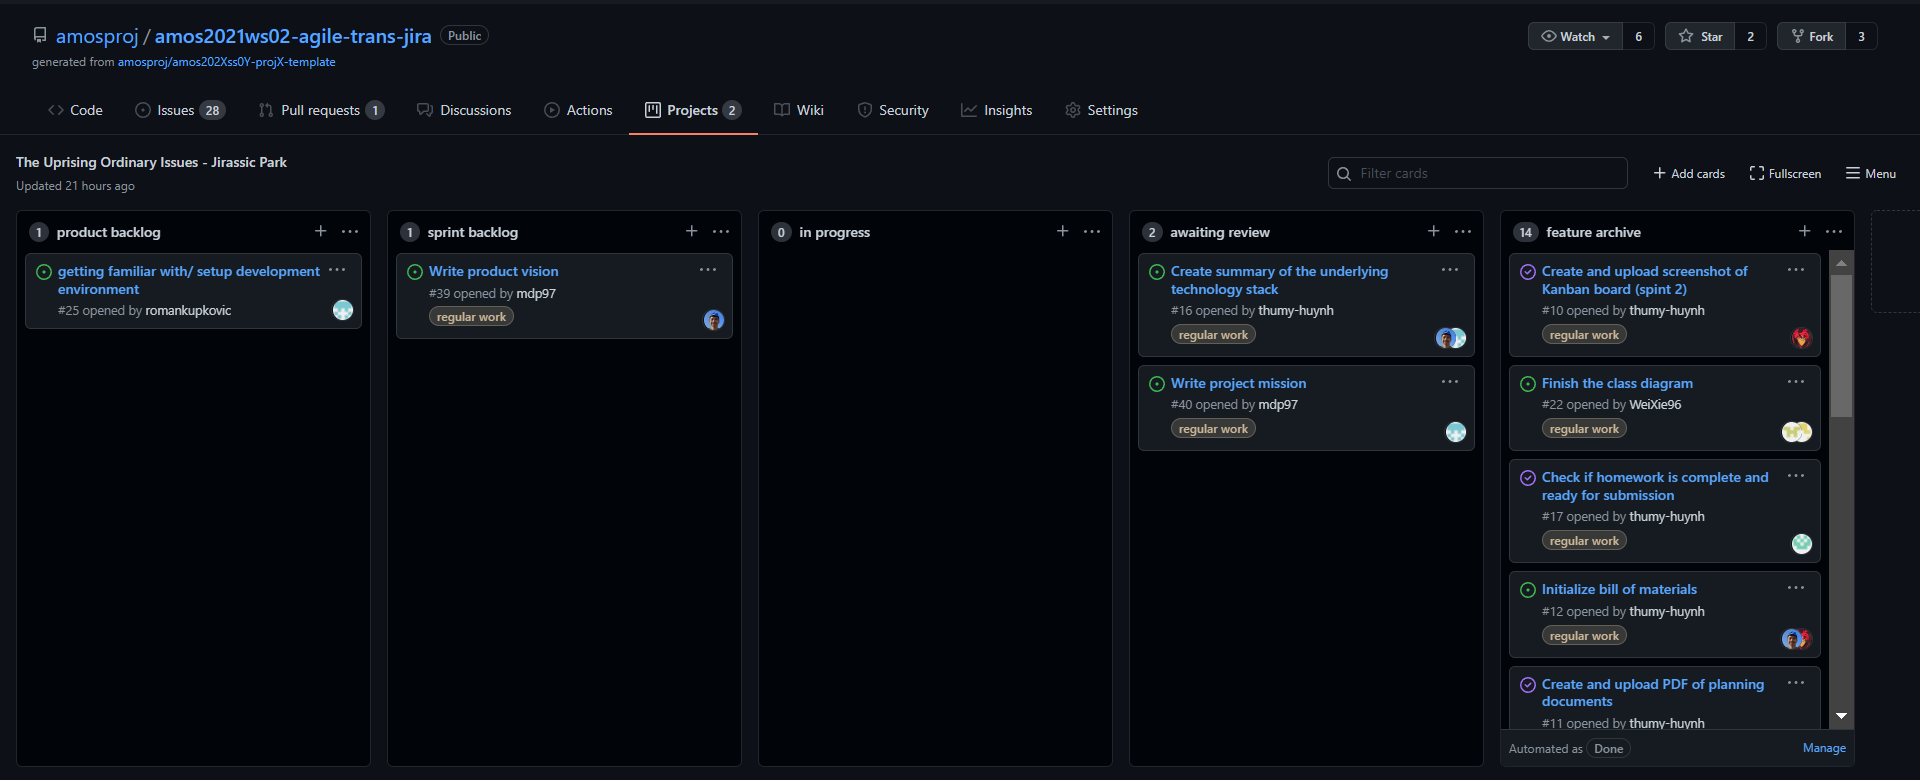 amosproj / amos2021ws02-agile-trans-jira Public
generated from amosproj/amos202Xss0Y-projX-template
Watch 6 Star 2 Fork 3
Code Issues 28 Pull requests 1 Discussions Actions Projects 2 Wiki Security Insights Settings
The Uprising Ordinary Issues - Jirassic Park
Updated 21 hours ago
Filter cards
Add cards Fullscreen Menu
1 product backlog
getting familiar with/ setup development
environment
#25 opened by romankupkovic
1 sprint backlog
Write product vision
#39 opened by mdp97
regular work
0 in progress
2 awaiting review
Create summary of the underlying
technology stack
#16 opened by thumy-huynh
regular work
Write project mission
#40 opened by mdp97
regular work
14 feature archive
Create and upload screenshot of
Kanban board (spint 2)
#10 opened by thumy-huynh
regular work
Finish the class diagram
#22 opened by WeiXie96
regular work
Check if homework is complete and
ready for submission
#17 opened by thumy-huynh
regular work
Initialize bill of materials
#12 opened by thumy-huynh
regular work
Create and upload PDF of planning
documents
#11 opened by thumy-huynh
Automated as Done Manage